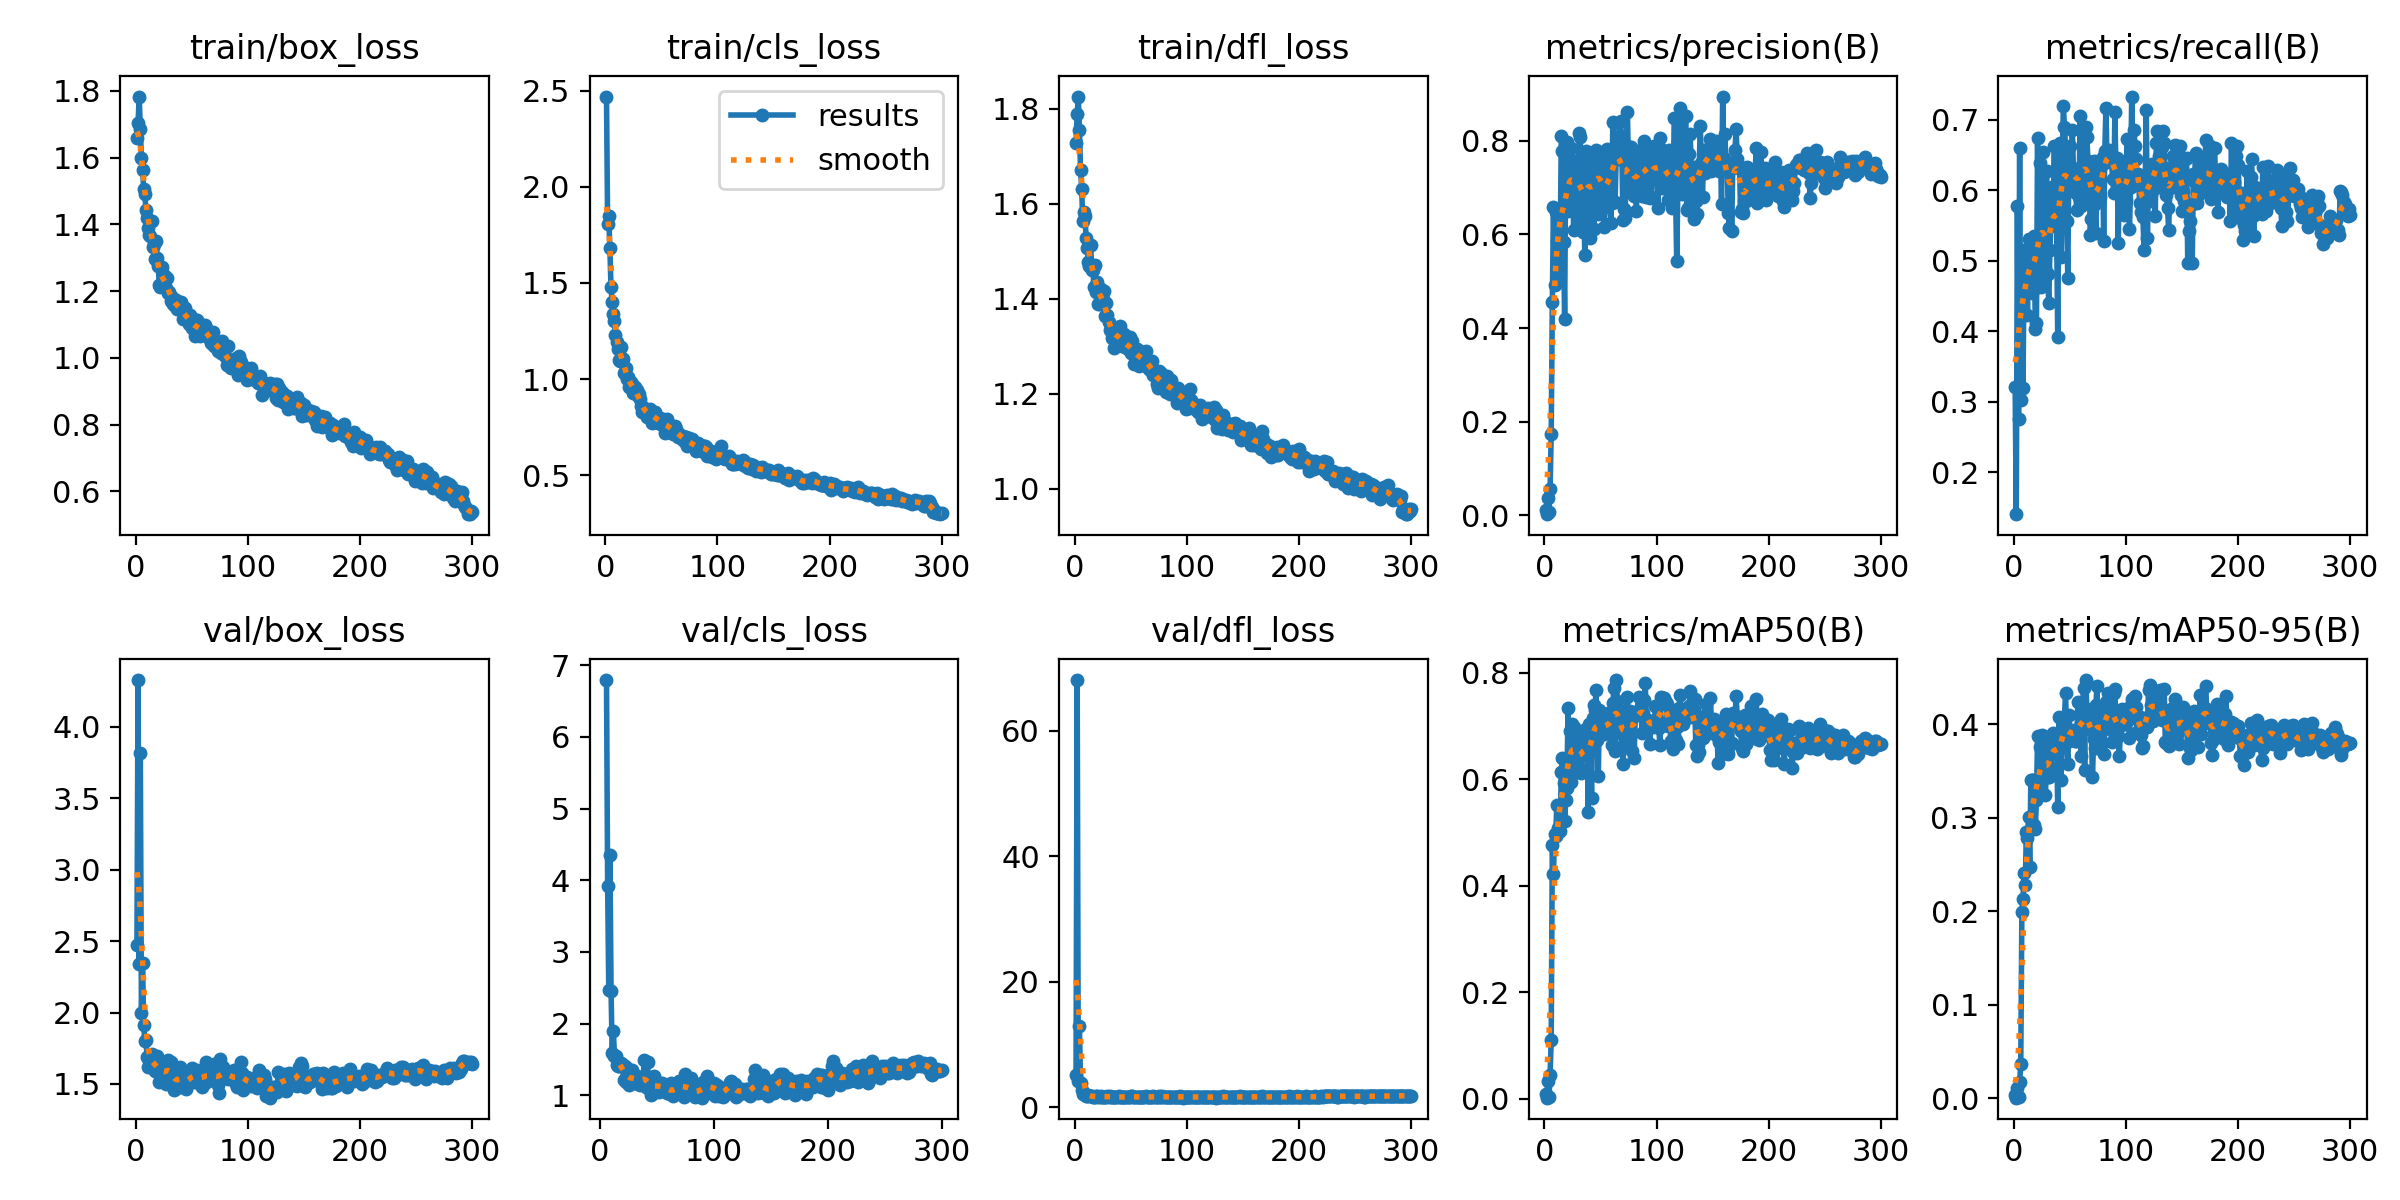 train/box_loss
1.8
1.6
1.4
1.2
1.0
0.8
0.6
0 100 200 300
train/cls_loss
results
smooth
2.5
2.0
1.5
1.0
0.5
0 100 200 300
train/dfl_loss
1.8
1.6
1.4
1.2
1.0
0 100 200 300
metrics/precision(B)
0.8
0.6
0.4
0.2
0.0
0 100 200 300
metrics/recall(B)
0.7
0.6
0.5
0.4
0.3
0.2
0 100 200 300
val/box_loss
4.0
3.5
3.0
2.5
2.0
1.5
0 100 200 300
val/cls_loss
7
6
5
4
3
2
1
0 100 200 300
val/dfl_loss
60
40
20
0
0 100 200 300
metrics/mAP50(B)
0.8
0.6
0.4
0.2
0.0
0 100 200 300
metrics/mAP50-95(B)
0.4
0.3
0.2
0.1
0.0
0 100 200 300